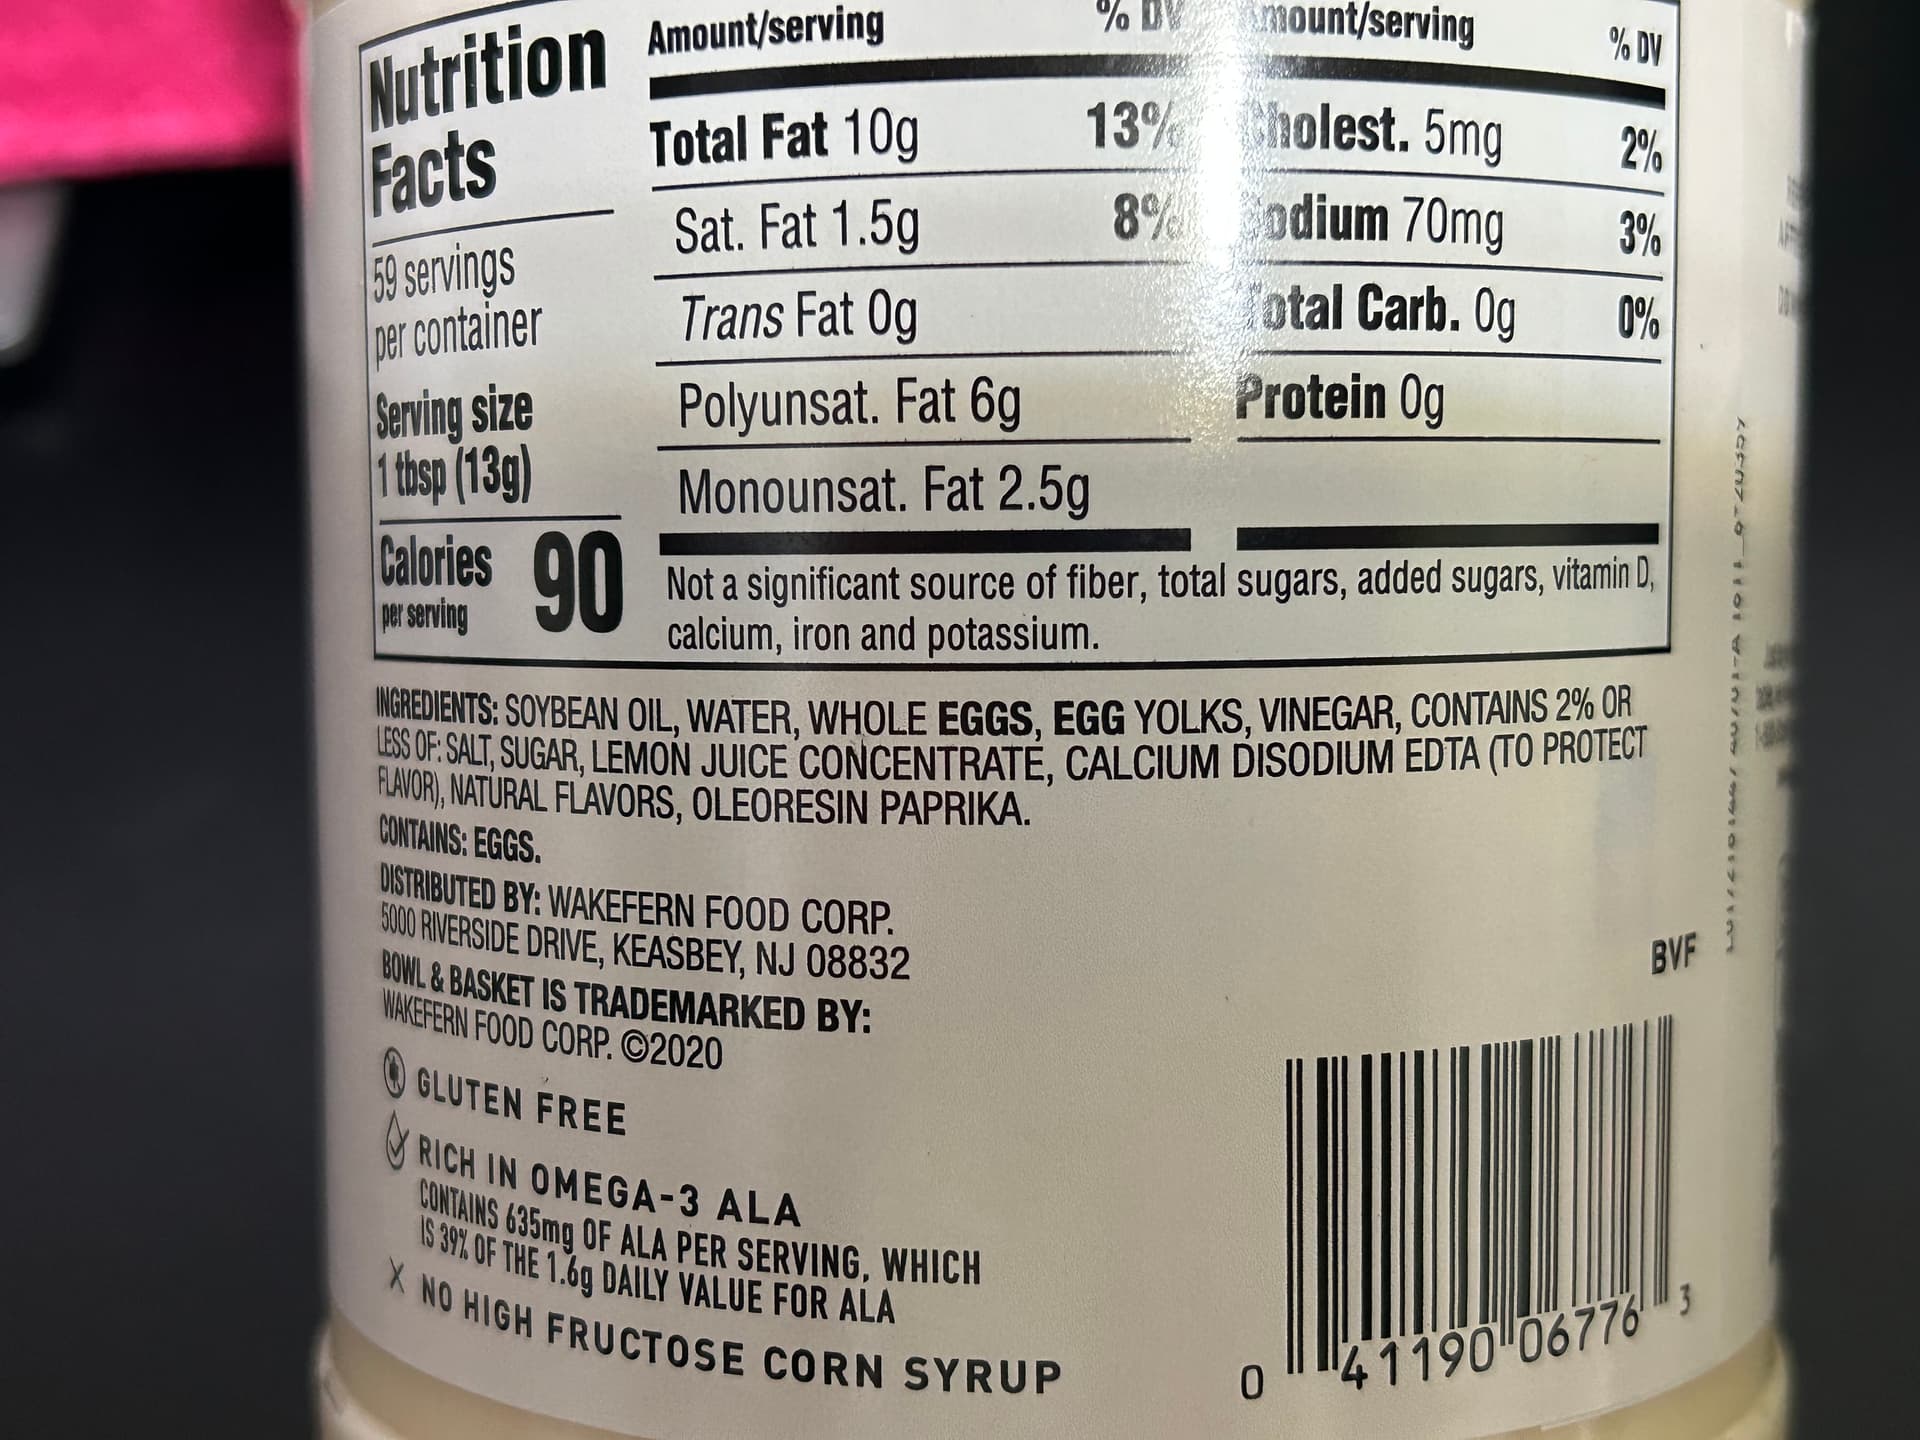 Nutrition
Facts
59 servings
per container
Serving size
1 tbsp (13g)
Calories 90
per serving
Amount/serving % DV
Total Fat 10g 13%
Sat. Fat 1.5g 8%
Trans Fat 0g
Polyunsat. Fat 6g
Monounsat. Fat 2.5g
Amount/serving % DV
Cholest. 5mg 2%
Sodium 70mg 3%
Total Carb. 0g 0%
Protein 0g
Not a significant source of fiber, total sugars, added sugars, vitamin D,
calcium, iron and potassium.
INGREDIENTS: SOYBEAN OIL, WATER, WHOLE EGGS, EGG YOLKS, VINEGAR, CONTAINS 2% OR
LESS OF: SALT, SUGAR, LEMON JUICE CONCENTRATE, CALCIUM DISODIUM EDTA (TO PROTECT
FLAVOR), NATURAL FLAVORS, OLEORESIN PAPRIKA.
CONTAINS: EGGS.
DISTRIBUTED BY: WAKEFERN FOOD CORP.
5000 RIVERSIDE DRIVE, KEASBEY, NJ 08832
BOWL & BASKET IS TRADEMARKED BY:
WAKEFERN FOOD CORP. ©2020
GLUTEN FREE
RICH IN OMEGA-3 ALA
CONTAINS 635mg OF ALA PER SERVING, WHICH
IS 39% OF THE 1.6g DAILY VALUE FOR ALA
X NO HIGH FRUCTOSE CORN SYRUP
BVF
0 41190 06776 3